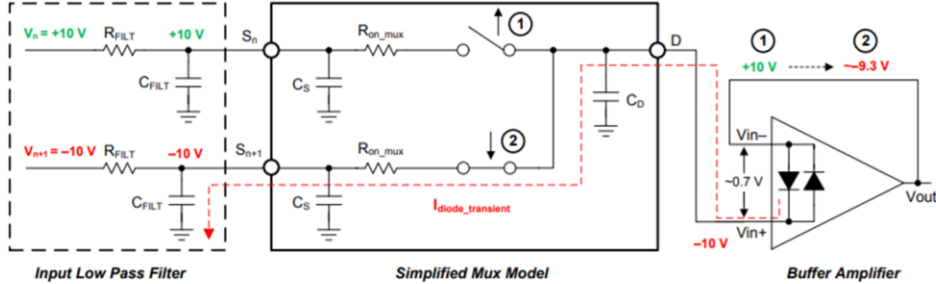 Vn = +10 V RFILT +10 V Sn Ron_mux ① D ① ②
+10 V ~–9.3 V
CFILT CS CD
Vin–
Vn+1 = –10 V RFILT –10 V Sn+1 Ron_mux ②
~0.7 V
Vout
CFILT CS Idiode_transient
Vin+
–10 V
Input Low Pass Filter Simplified Mux Model Buffer Amplifier